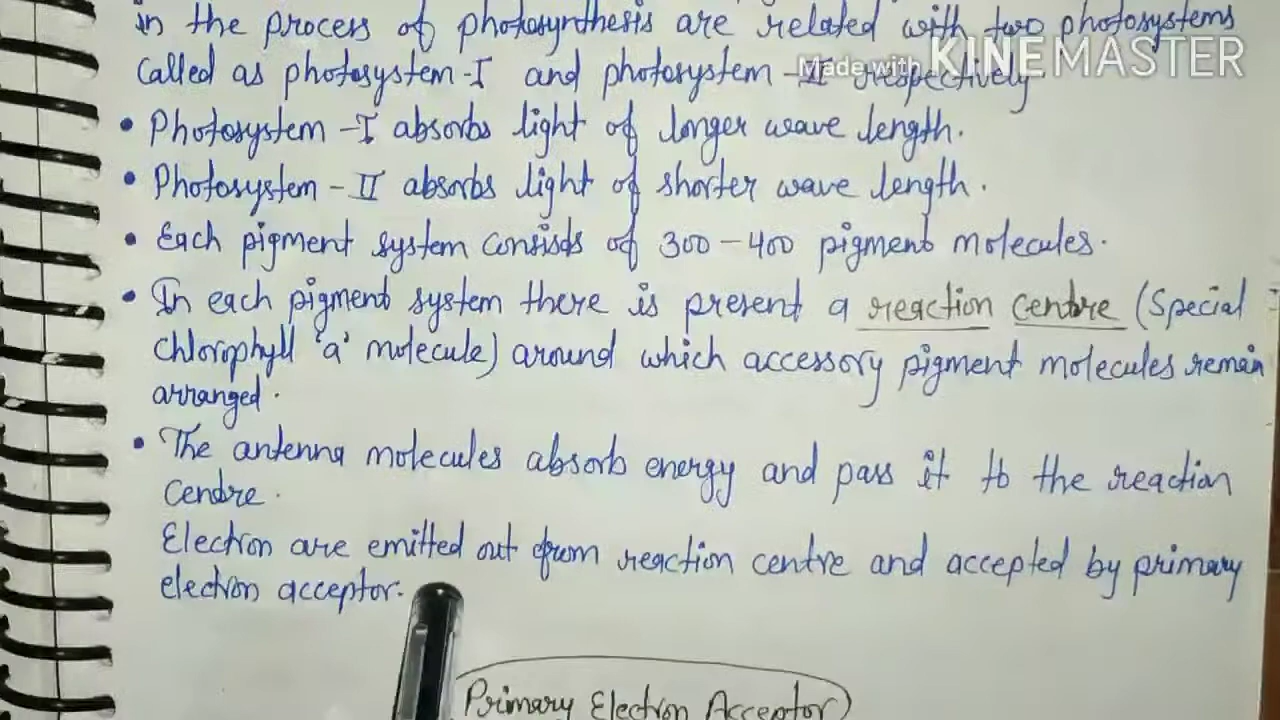 in the process of photosynthesis are related with two photosystems
Called as photosystem-I and photosystem -II respectively
Made with KINEMASTER
• Photosystem -I absorbs light of longer wave length.
• Photosystem - II absorbs light of shorter wave length.
• Each pigment system consists of 300-400 pigment molecules.
• In each pigment system there is present a reaction centre (Special
chlorophyll 'a' molecule) around which accessory pigment molecules remain
arranged.
• The antenna molecules absorb energy and pass it to the reaction
Centre.
Electron are emitted out from reaction centre and accepted by primary
electron acceptor.
Primary Electron Acceptor